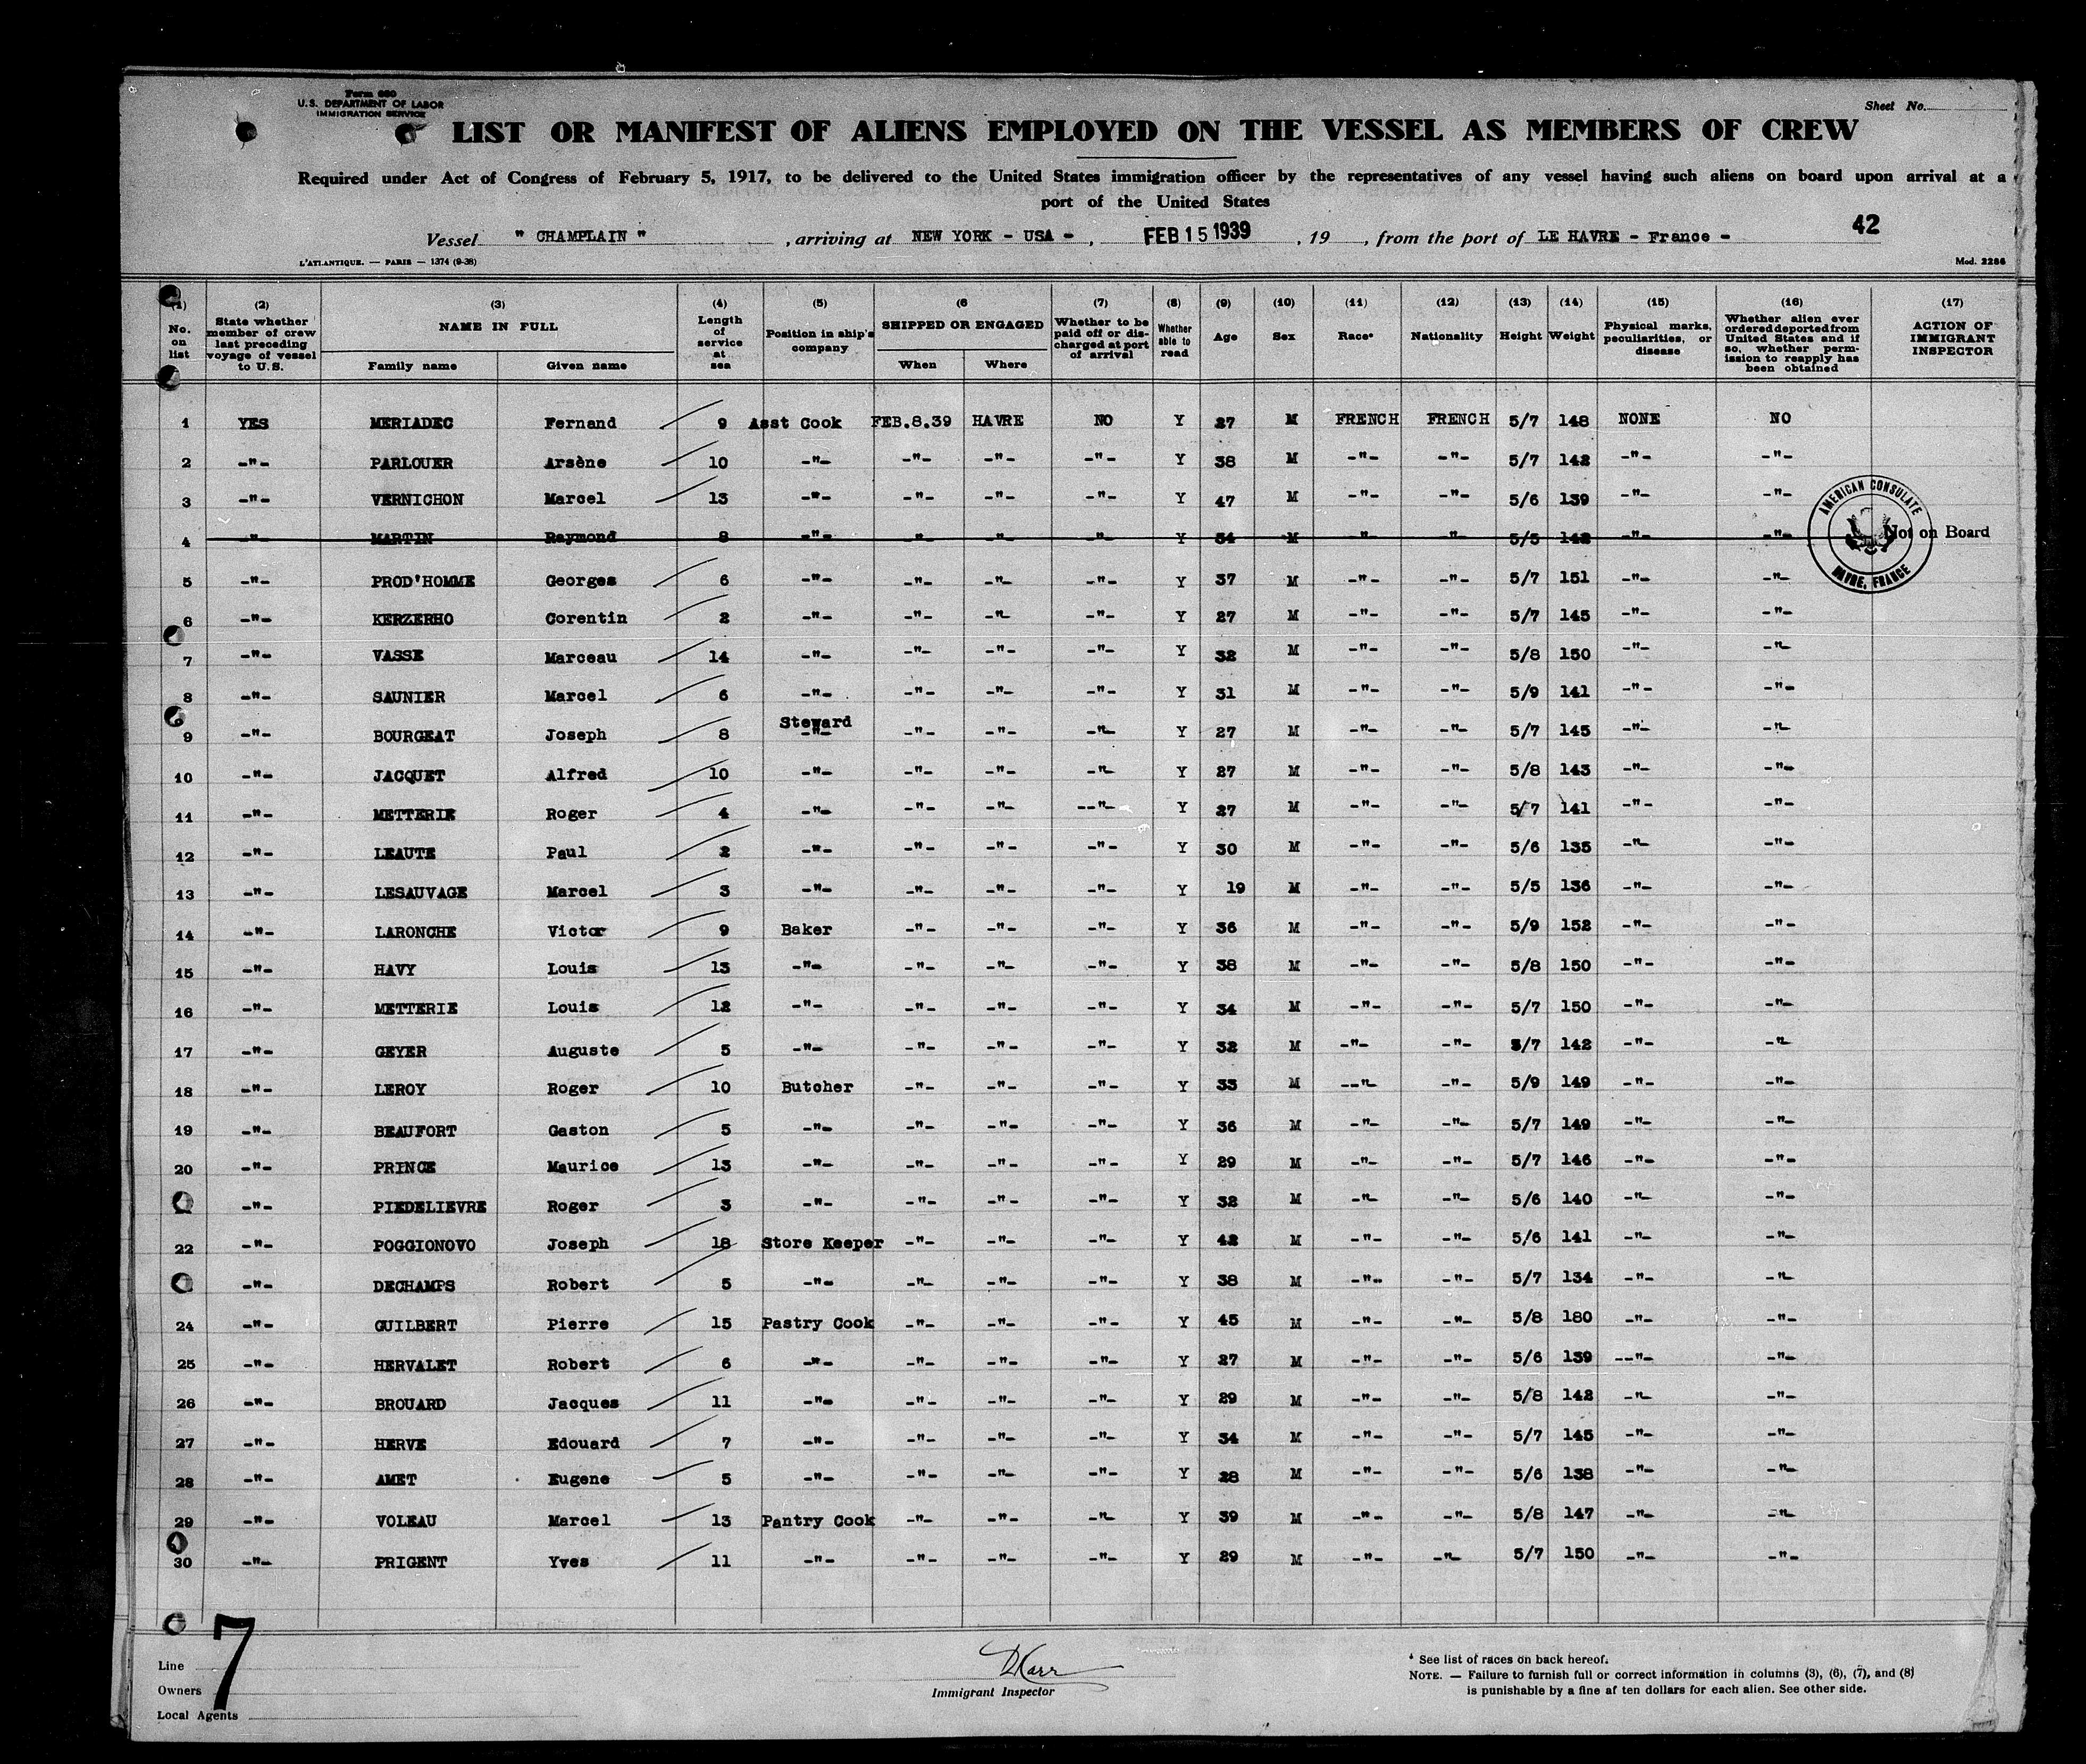 Form 680
U.S. DEPARTMENT OF LABOR
IMMIGRATION SERVICE
Sheet No.
LIST OR MANIFEST OF ALIENS EMPLOYED ON THE VESSEL AS MEMBERS OF CREW
Required under Act of Congress of February 5, 1917, to be delivered to the United States immigration officer by the representatives of any vessel having such aliens on board upon arrival at a
port of the United States
Vessel " CHAMPLAIN " , arriving at NEW YORK - USA - , FEB 15 1939 , 19 , from the port of LE HAVRE - France - 42
L'ATLANTIQUE. — PARIS — 1374 (9-38) Mod. 2266
(1) No. on list (2) State whether member of crew last preceding voyage of vessel to U.S. (3) NAME IN FULL Family name Given name (4) Length of service at sea (5) Position in ship's company (6 SHIPPED OR ENGAGED When Where (7) Whether to be paid off or discharged at port of arrival (8) Whether able to read (9) Age (10) Sex (11) Race* (12) Nationality (13) Height (14) Weight (15) Physical marks, peculiarities, or disease (16) Whether alien ever ordered deported from United States and if so, whether permission to reapply has been obtained (17) ACTION OF IMMIGRANT INSPECTOR
1 YES MERIADEC Fernand 9 Asst Cook FEB.8.39 HAVRE NO Y 27 M FRENCH FRENCH 5/7 148 NONE NO
2 -"- PARLOUER Arsène 10 -"- -"- -"- -"- Y 38 M -"- -"- 5/7 142 -"- -"-
3 -"- VERNICHON Marcel 13 -"- -"- -"- -"- Y 47 M -"- -"- 5/6 139 -"- -"-
4 -"- MARTIN Raymond 8 -"- -"- -"- -"- Y 34 M -"- -"- 5/5 142 -"- -"- Not on Board
AMERICAN CONSULATE
HAVRE, FRANCE
5 -"- PROD'HOMME Georges 6 -"- -"- -"- -"- Y 37 M -"- -"- 5/7 151 -"- -"-
6 -"- KERZERHO Corentin 2 -"- -"- -"- -"- Y 27 M -"- -"- 5/7 145 -"- -"-
7 -"- VASSE Marceau 14 -"- -"- -"- -"- Y 32 M -"- -"- 5/8 150 -"- -"-
8 -"- SAUNIER Marcel 6 -"- -"- -"- -"- Y 31 M -"- -"- 5/9 141 -"- -"-
9 -"- BOURGEAT Joseph 8 Steward -"- -"- -"- -"- Y 27 M -"- -"- 5/7 145 -"- -"-
10 -"- JACQUET Alfred 10 -"- -"- -"- -"- Y 27 M -"- -"- 5/8 143 -"- -"-
11 -"- METTERIE Roger 4 -"- -"- -"- --"- Y 27 M -"- -"- 5/7 141 -"- -"-
12 -"- LEAUTE Paul 2 -"- -"- -"- -"- Y 30 M -"- -"- 5/6 135 -"- -"-
13 -"- LESAUVAGE Marcel 3 -"- -"- -"- -"- Y 19 M -"- -"- 5/5 136 -"- -"-
14 -"- LARONCHE Victor 9 Baker -"- -"- -"- Y 36 M -"- -"- 5/9 152 -"- -"-
15 -"- HAVY Louis 13 -"- -"- -"- -"- Y 38 M -"- -"- 5/8 150 -"- -"-
16 -"- METTERIE Louis 12 -"- -"- -"- -"- Y 34 M -"- -"- 5/7 150 -"- -"-
17 -"- GEYER Auguste 5 -"- -"- -"- -"- Y 32 M -"- -"- 5/7 142 -"- -"-
18 -"- LEROY Roger 10 Butcher -"- -"- -"- Y 33 M --"- -"- 5/9 149 -"- -"-
19 -"- BEAUFORT Gaston 5 -"- -"- -"- -"- Y 36 M -"- -"- 5/7 149 -"- -"-
20 -"- PRINCE Maurice 13 -"- -"- -"- -"- Y 29 M -"- -"- 5/7 146 -"- -"-
-"- PIEDELIEVRE Roger 3 -"- -"- -"- -"- Y 32 M -"- -"- 5/6 140 -"- -"-
22 -"- POGGIONOVO Joseph 18 Store Keeper -"- -"- -"- Y 42 M -"- -"- 5/6 141 -"- -"-
-"- DECHAMPS Robert 5 -"- -"- -"- -"- Y 38 M -"- -"- 5/7 134 -"- -"-
24 -"- GUILBERT Pierre 15 Pastry Cook -"- -"- -"- Y 45 M -"- -"- 5/8 180 -"- -"-
25 -"- HERVALET Robert 6 -"- -"- -"- -"- Y 27 M -"- -"- 5/6 139 --"- -"-
26 -"- BROUARD Jacques 11 -"- -"- -"- -"- Y 29 M -"- -"- 5/8 142 -"- -"-
27 -"- HERVE Edouard 7 -"- -"- -"- -"- Y 34 M -"- -"- 5/7 145 -"- -"-
28 -"- AMET Eugene 5 -"- -"- -"- -"- Y 28 M -"- -"- 5/6 138 -"- -"-
29 -"- VOLEAU Marcel 13 Pantry Cook -"- -"- -"- Y 39 M -"- -"- 5/8 147 -"- -"-
30 -"- PRIGENT Yves 11 -"- -"- -"- -"- Y 29 M -"- -"- 5/7 150 -"- -"-
7
Line
Owners
Local Agents
DKarr
Immigrant Inspector
* See list of races on back hereof.
NOTE. — Failure to furnish full or correct information in columns (3), (6), (7), and (8)
is punishable by a fine af ten dollars for each alien. See other side.